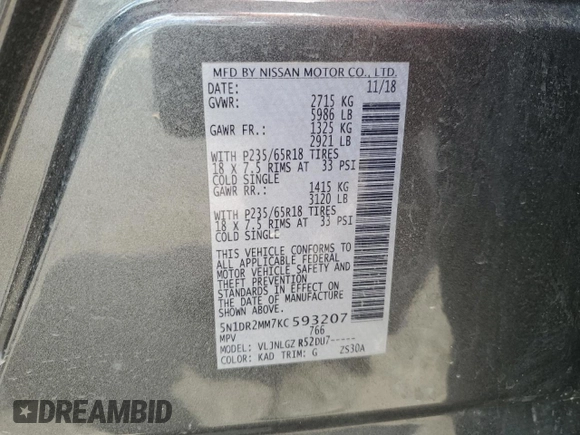 MFD BY NISSAN MOTOR CO., LTD.
DATE: 11/18
GVWR: 2715 KG
5986 LB
GAWR FR.: 1325 KG
2921 LB
WITH P235/65R18 TIRES
18 X 7.5 RIMS AT 33 PSI
COLD SINGLE
GAWR RR.: 1415 KG
3120 LB
WITH P235/65R18 TIRES
18 X 7.5 RIMS AT 33 PSI
COLD SINGLE
THIS VEHICLE CONFORMS TO
ALL APPLICABLE FEDERAL
MOTOR VEHICLE SAFETY AND
THEFT PREVENTION
STANDARDS IN EFFECT ON
THE DATE OF MANUFACTURE
SHOWN ABOVE.
5N1DR2MM7KC593207
MPV 766
MODEL: VLJNLGZ R52DU7-----
COLOR: KAD TRIM: G ZS30A
DREAMBID